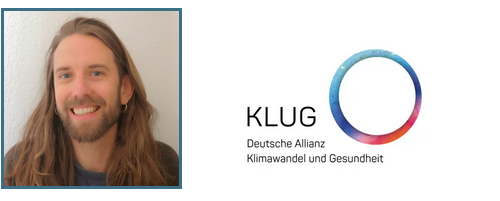 KLUG
Deutsche Allianz
Klimawandel und Gesundheit